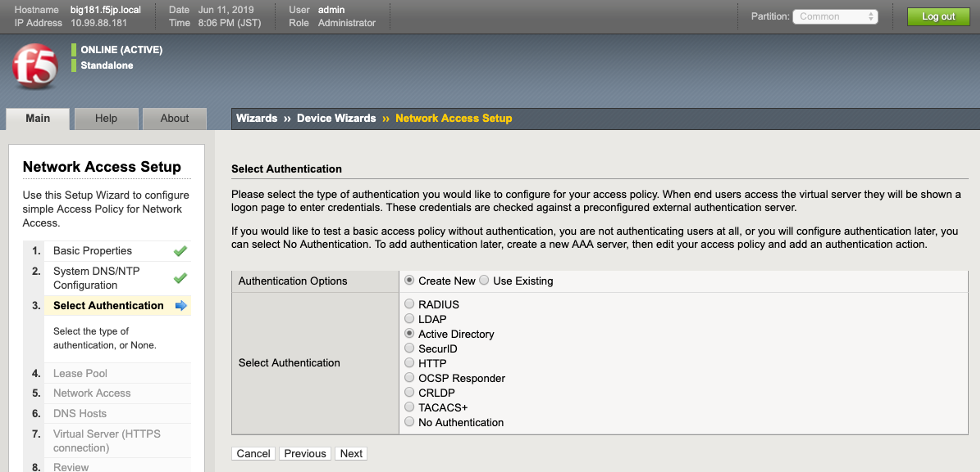 Hostname big181.f5jp.local Date Jun 11, 2019 User admin
IP Address 10.99.88.181 Time 8:06 PM (JST) Role Administrator
Partition: Common Log out
f5
ONLINE (ACTIVE)
Standalone
Main Help About
Wizards ›› Device Wizards ›› Network Access Setup
Network Access Setup
Use this Setup Wizard to configure
simple Access Policy for Network
Access.
1. Basic Properties
2. System DNS/NTP
Configuration
3. Select Authentication
Select the type of
authentication, or None.
4. Lease Pool
5. Network Access
6. DNS Hosts
7. Virtual Server (HTTPS
connection)
8. Review
Select Authentication
Please select the type of authentication you would like to configure for your access policy. When end users access the virtual server they will be shown a
logon page to enter credentials. These credentials are checked against a preconfigured external authentication server.
If you would like to test a basic access policy without authentication, you are not authenticating users at all, or you will configure authentication later, you
can select No Authentication. To add authentication later, create a new AAA server, then edit your access policy and add an authentication action.
Authentication Options Create New Use Existing
Select Authentication
RADIUS
LDAP
Active Directory
SecurID
HTTP
OCSP Responder
CRLDP
TACACS+
No Authentication
Cancel Previous Next